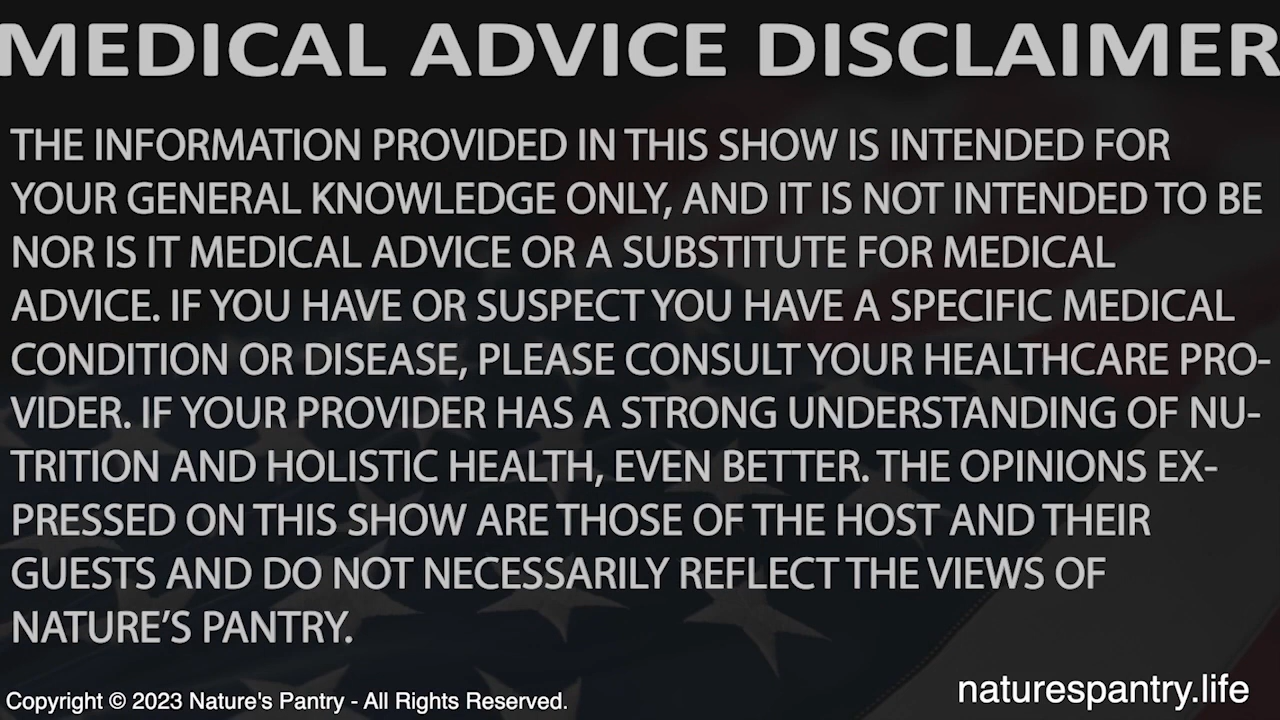 MEDICAL ADVICE DISCLAIMER
THE INFORMATION PROVIDED IN THIS SHOW IS INTENDED FOR
YOUR GENERAL KNOWLEDGE ONLY, AND IT IS NOT INTENDED TO BE
NOR IS IT MEDICAL ADVICE OR A SUBSTITUTE FOR MEDICAL
ADVICE. IF YOU HAVE OR SUSPECT YOU HAVE A SPECIFIC MEDICAL
CONDITION OR DISEASE, PLEASE CONSULT YOUR HEALTHCARE PRO-
VIDER. IF YOUR PROVIDER HAS A STRONG UNDERSTANDING OF NU-
TRITION AND HOLISTIC HEALTH, EVEN BETTER. THE OPINIONS EX-
PRESSED ON THIS SHOW ARE THOSE OF THE HOST AND THEIR
GUESTS AND DO NOT NECESSARILY REFLECT THE VIEWS OF
NATURE’S PANTRY.
Copyright © 2023 Nature's Pantry - All Rights Reserved.
naturespantry.life